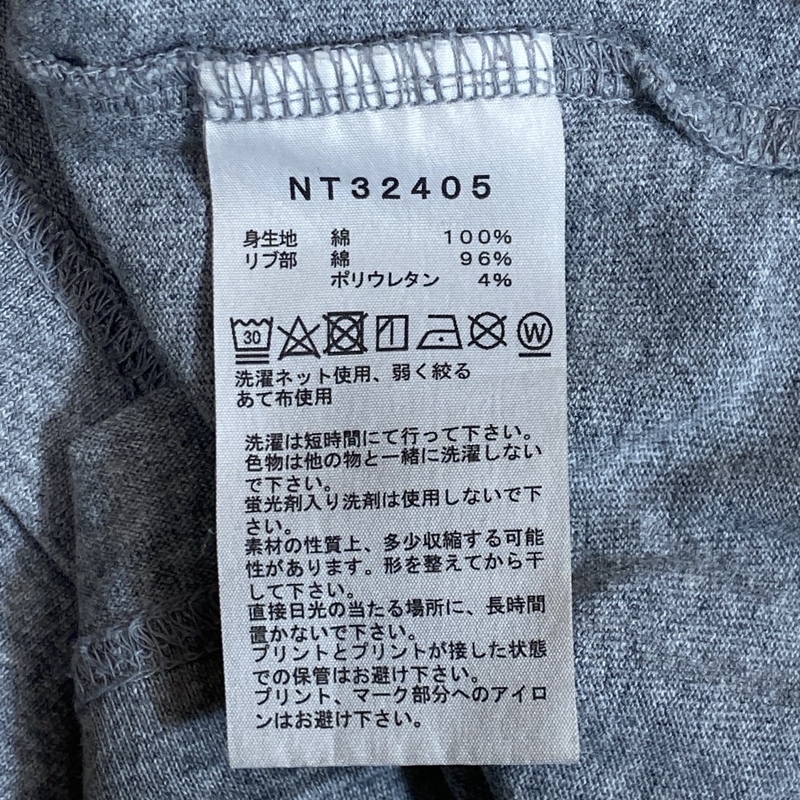 NT32405
身生地 綿 100%
リブ部 綿 96%
ポリウレタン 4%
30 W
洗濯ネット使用、弱く絞る
あて布使用
洗濯は短時間にて行って下さい。
色物は他の物と一緒に洗濯しない
で下さい。
蛍光剤入り洗剤は使用しないで下
さい。
素材の性質上、多少収縮する可能
性があります。形を整えてから干
して下さい。
直接日光の当たる場所に、長時間
置かないで下さい。
プリントとプリントが接した状態
での保管はお避け下さい。
プリント、マーク部分へのアイロ
ンはお避け下さい。